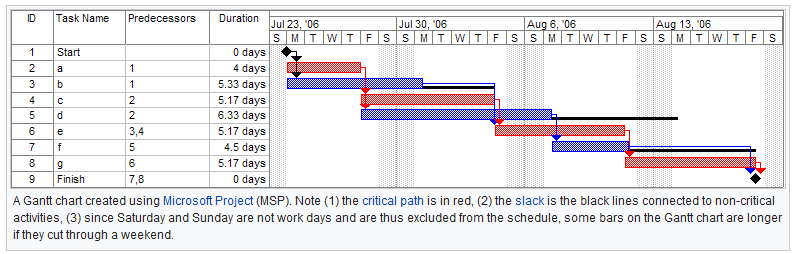 ID Task Name Predecessors Duration Jul 23, '06 Jul 30, '06 Aug 6, '06 Aug 13, '06
S M T W T F S S M T W T F S S M T W T F S S M T W T F S
1 Start 0 days
2 a 1 4 days
3 b 1 5.33 days
4 c 2 5.17 days
5 d 2 6.33 days
6 e 3,4 5.17 days
7 f 5 4.5 days
8 g 6 5.17 days
9 Finish 7,8 0 days
A Gantt chart created using Microsoft Project (MSP). Note (1) the critical path is in red, (2) the slack is the black lines connected to non-critical
activities, (3) since Saturday and Sunday are not work days and are thus excluded from the schedule, some bars on the Gantt chart are longer
if they cut through a weekend.